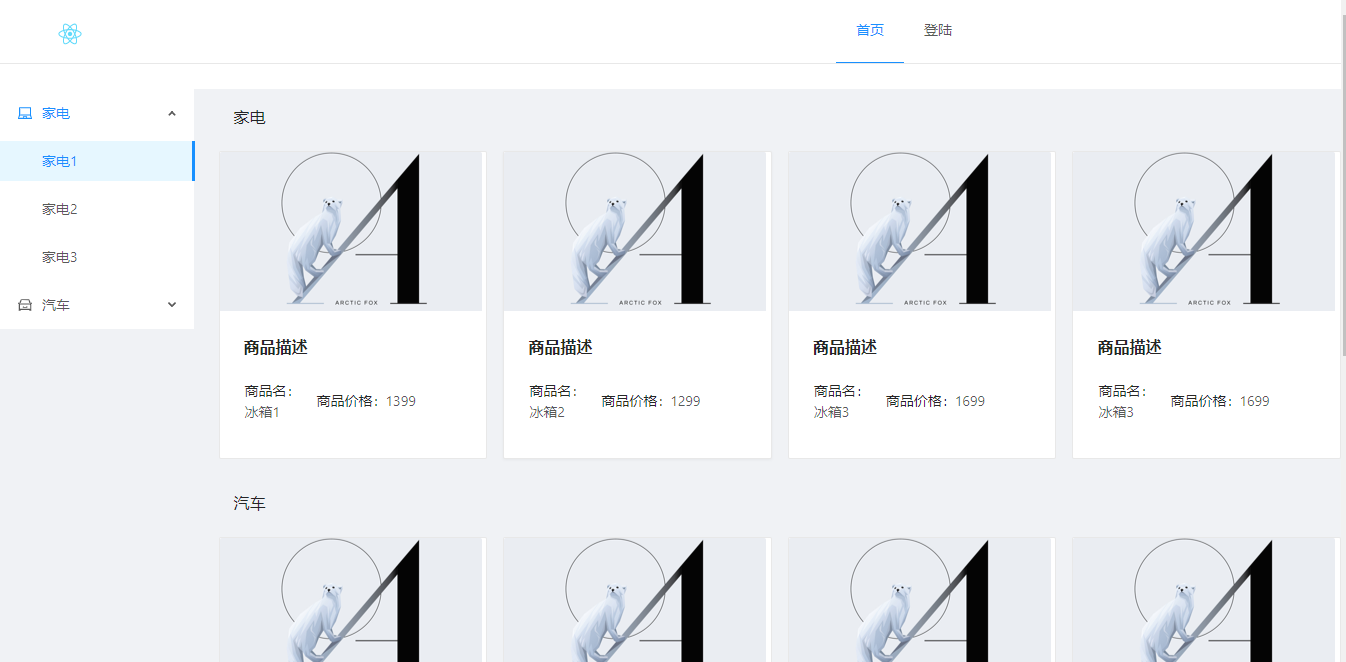 首页 登陆
家电
家电1
家电2
家电3
汽车
家电
ARCTIC FOX ARCTIC FOX ARCTIC FOX ARCTIC FOX
商品描述 商品描述 商品描述 商品描述
商品名: 冰箱1 商品价格: 1399
商品名: 冰箱2 商品价格: 1299
商品名: 冰箱3 商品价格: 1699
商品名: 冰箱3 商品价格: 1699
汽车